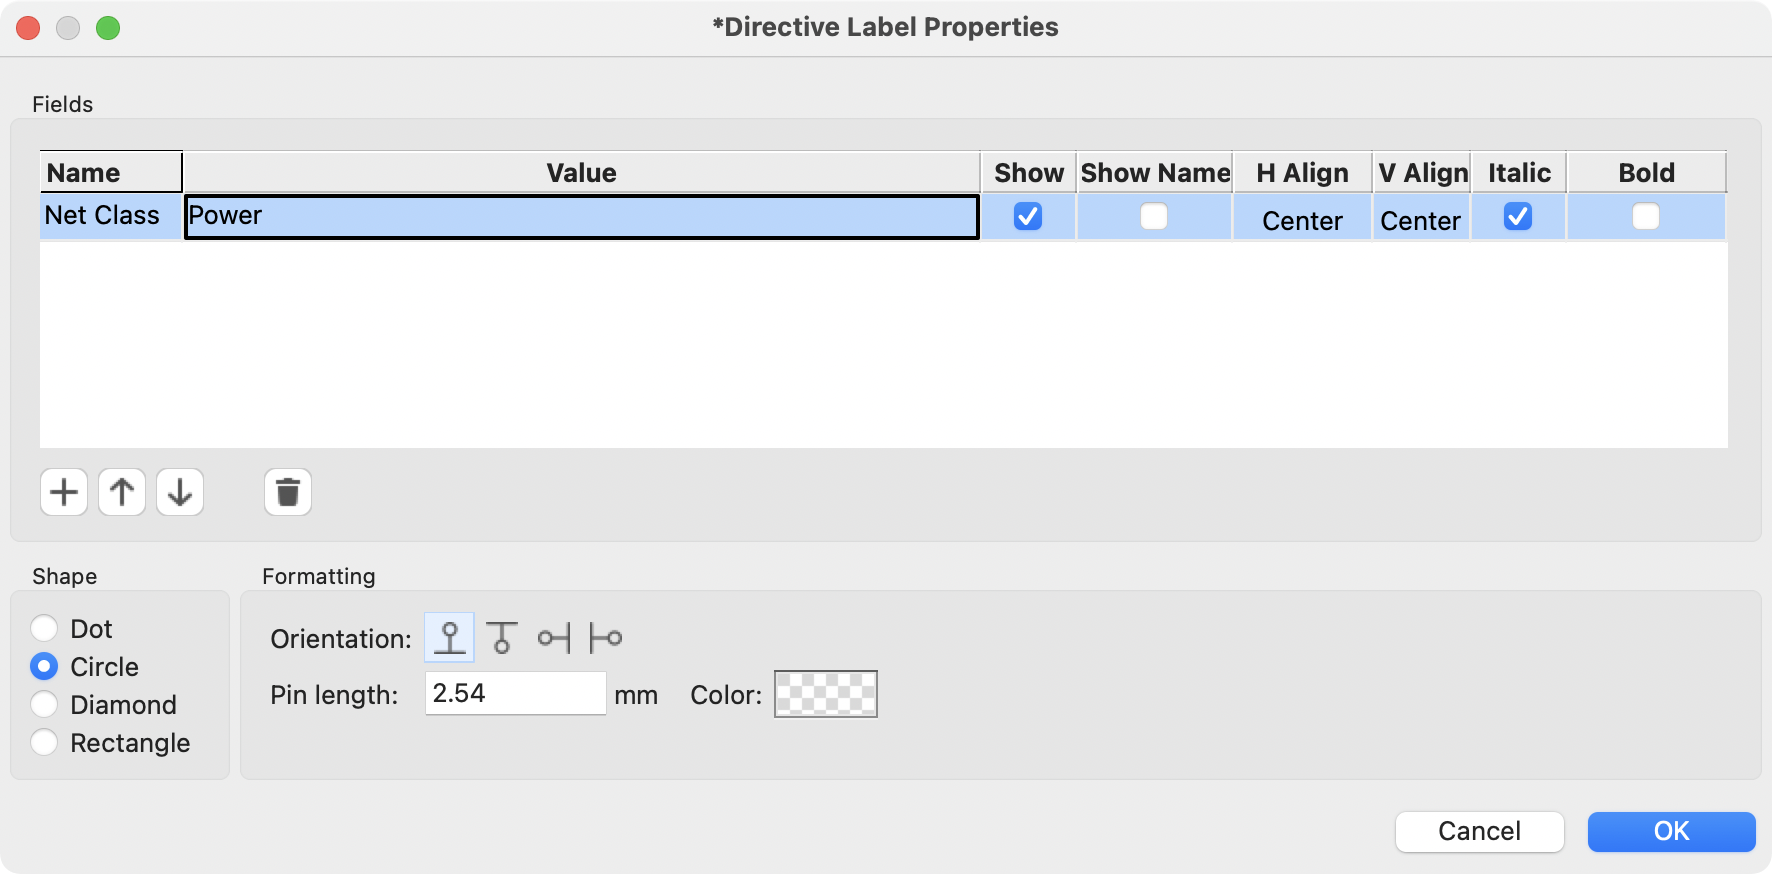 *Directive Label Properties
Fields
Name Value Show Show Name H Align V Align Italic Bold
Net Class Power Center Center
Shape
Formatting
Dot
Circle
Diamond
Rectangle
Orientation:
Pin length: 2.54 mm Color:
Cancel OK